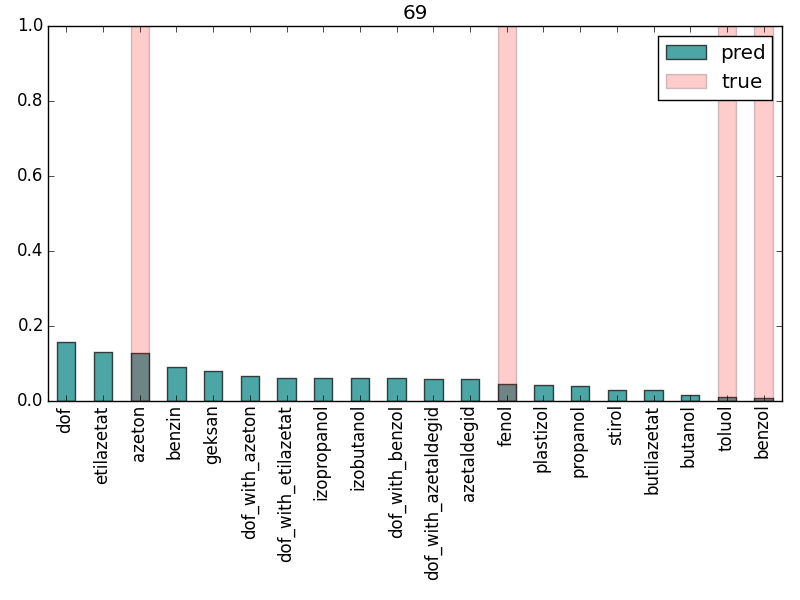 69
1.0
0.8
0.6
0.4
0.2
0.0
pred
true
dof
etilazetat
azeton
benzin
geksan
dof_with_azeton
dof_with_etilazetat
izopropanol
izobutanol
dof_with_benzol
dof_with_azetaldegid
azetaldegid
fenol
plastizol
propanol
stirol
butilazetat
butanol
toluol
benzol